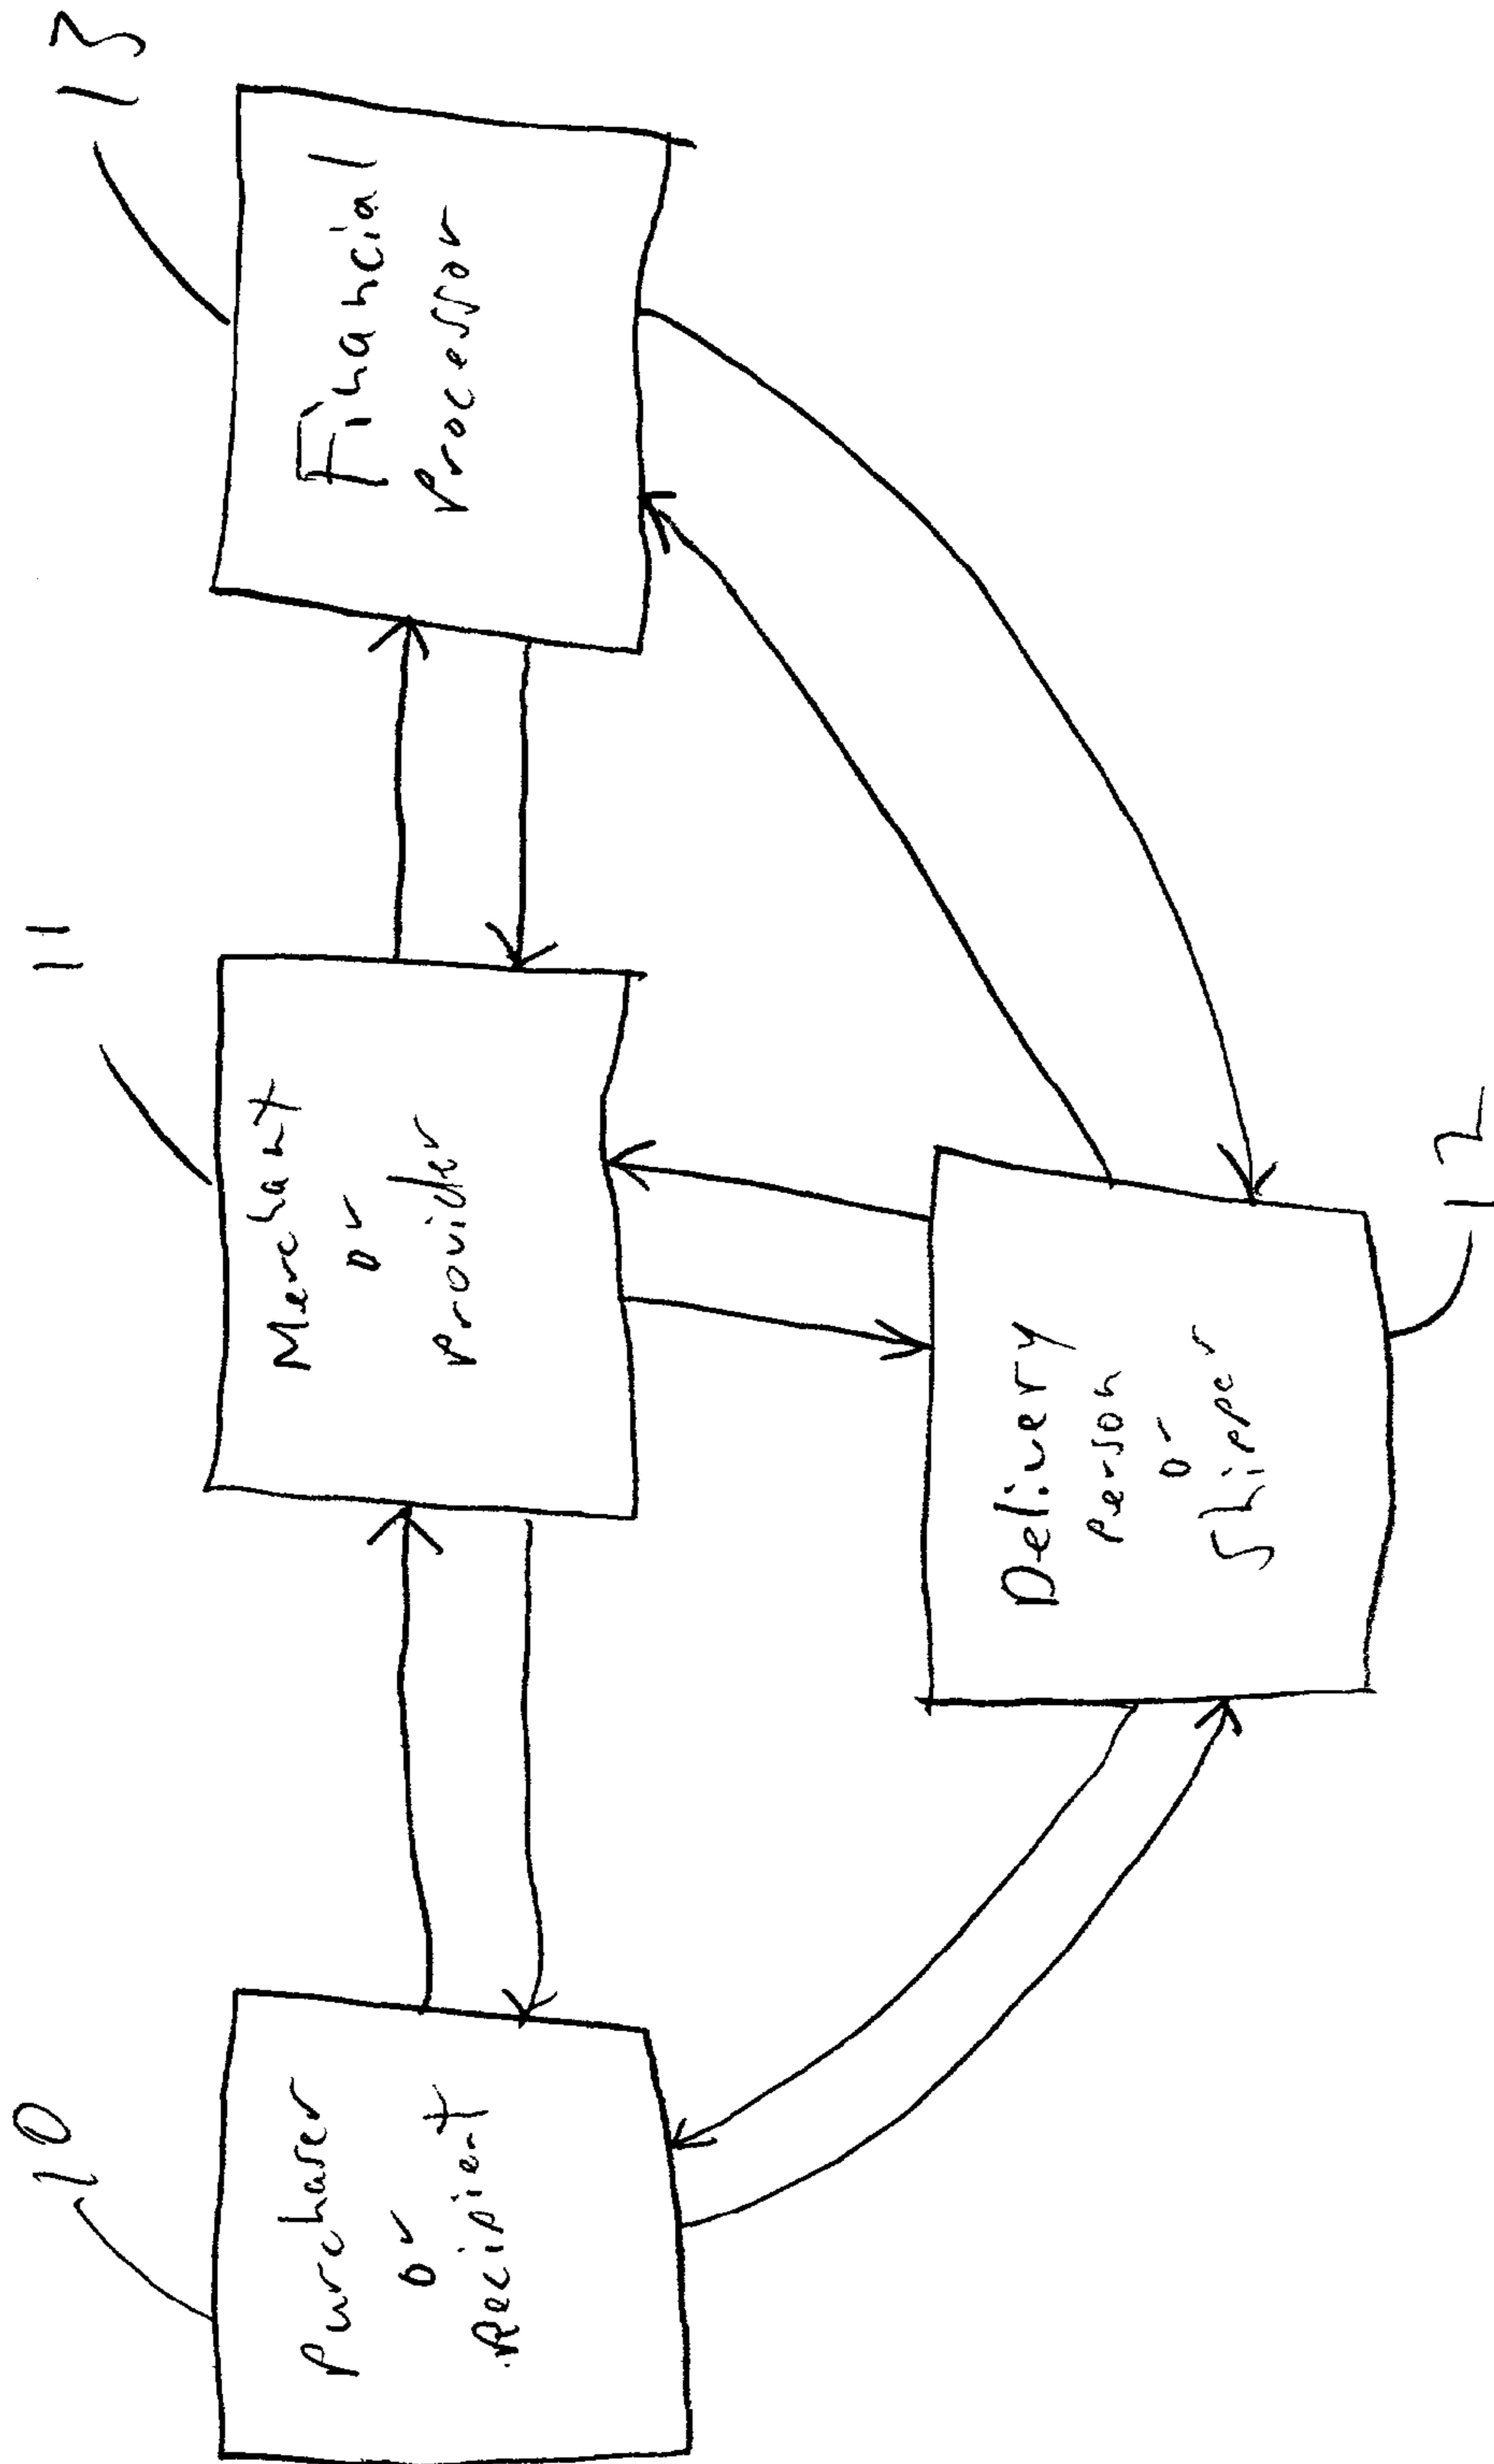 10
Purchaser
or
Recipient
11
Merchant
or
Provider
13
Financial
Processor
Delivery
Person
or
Shipper
12